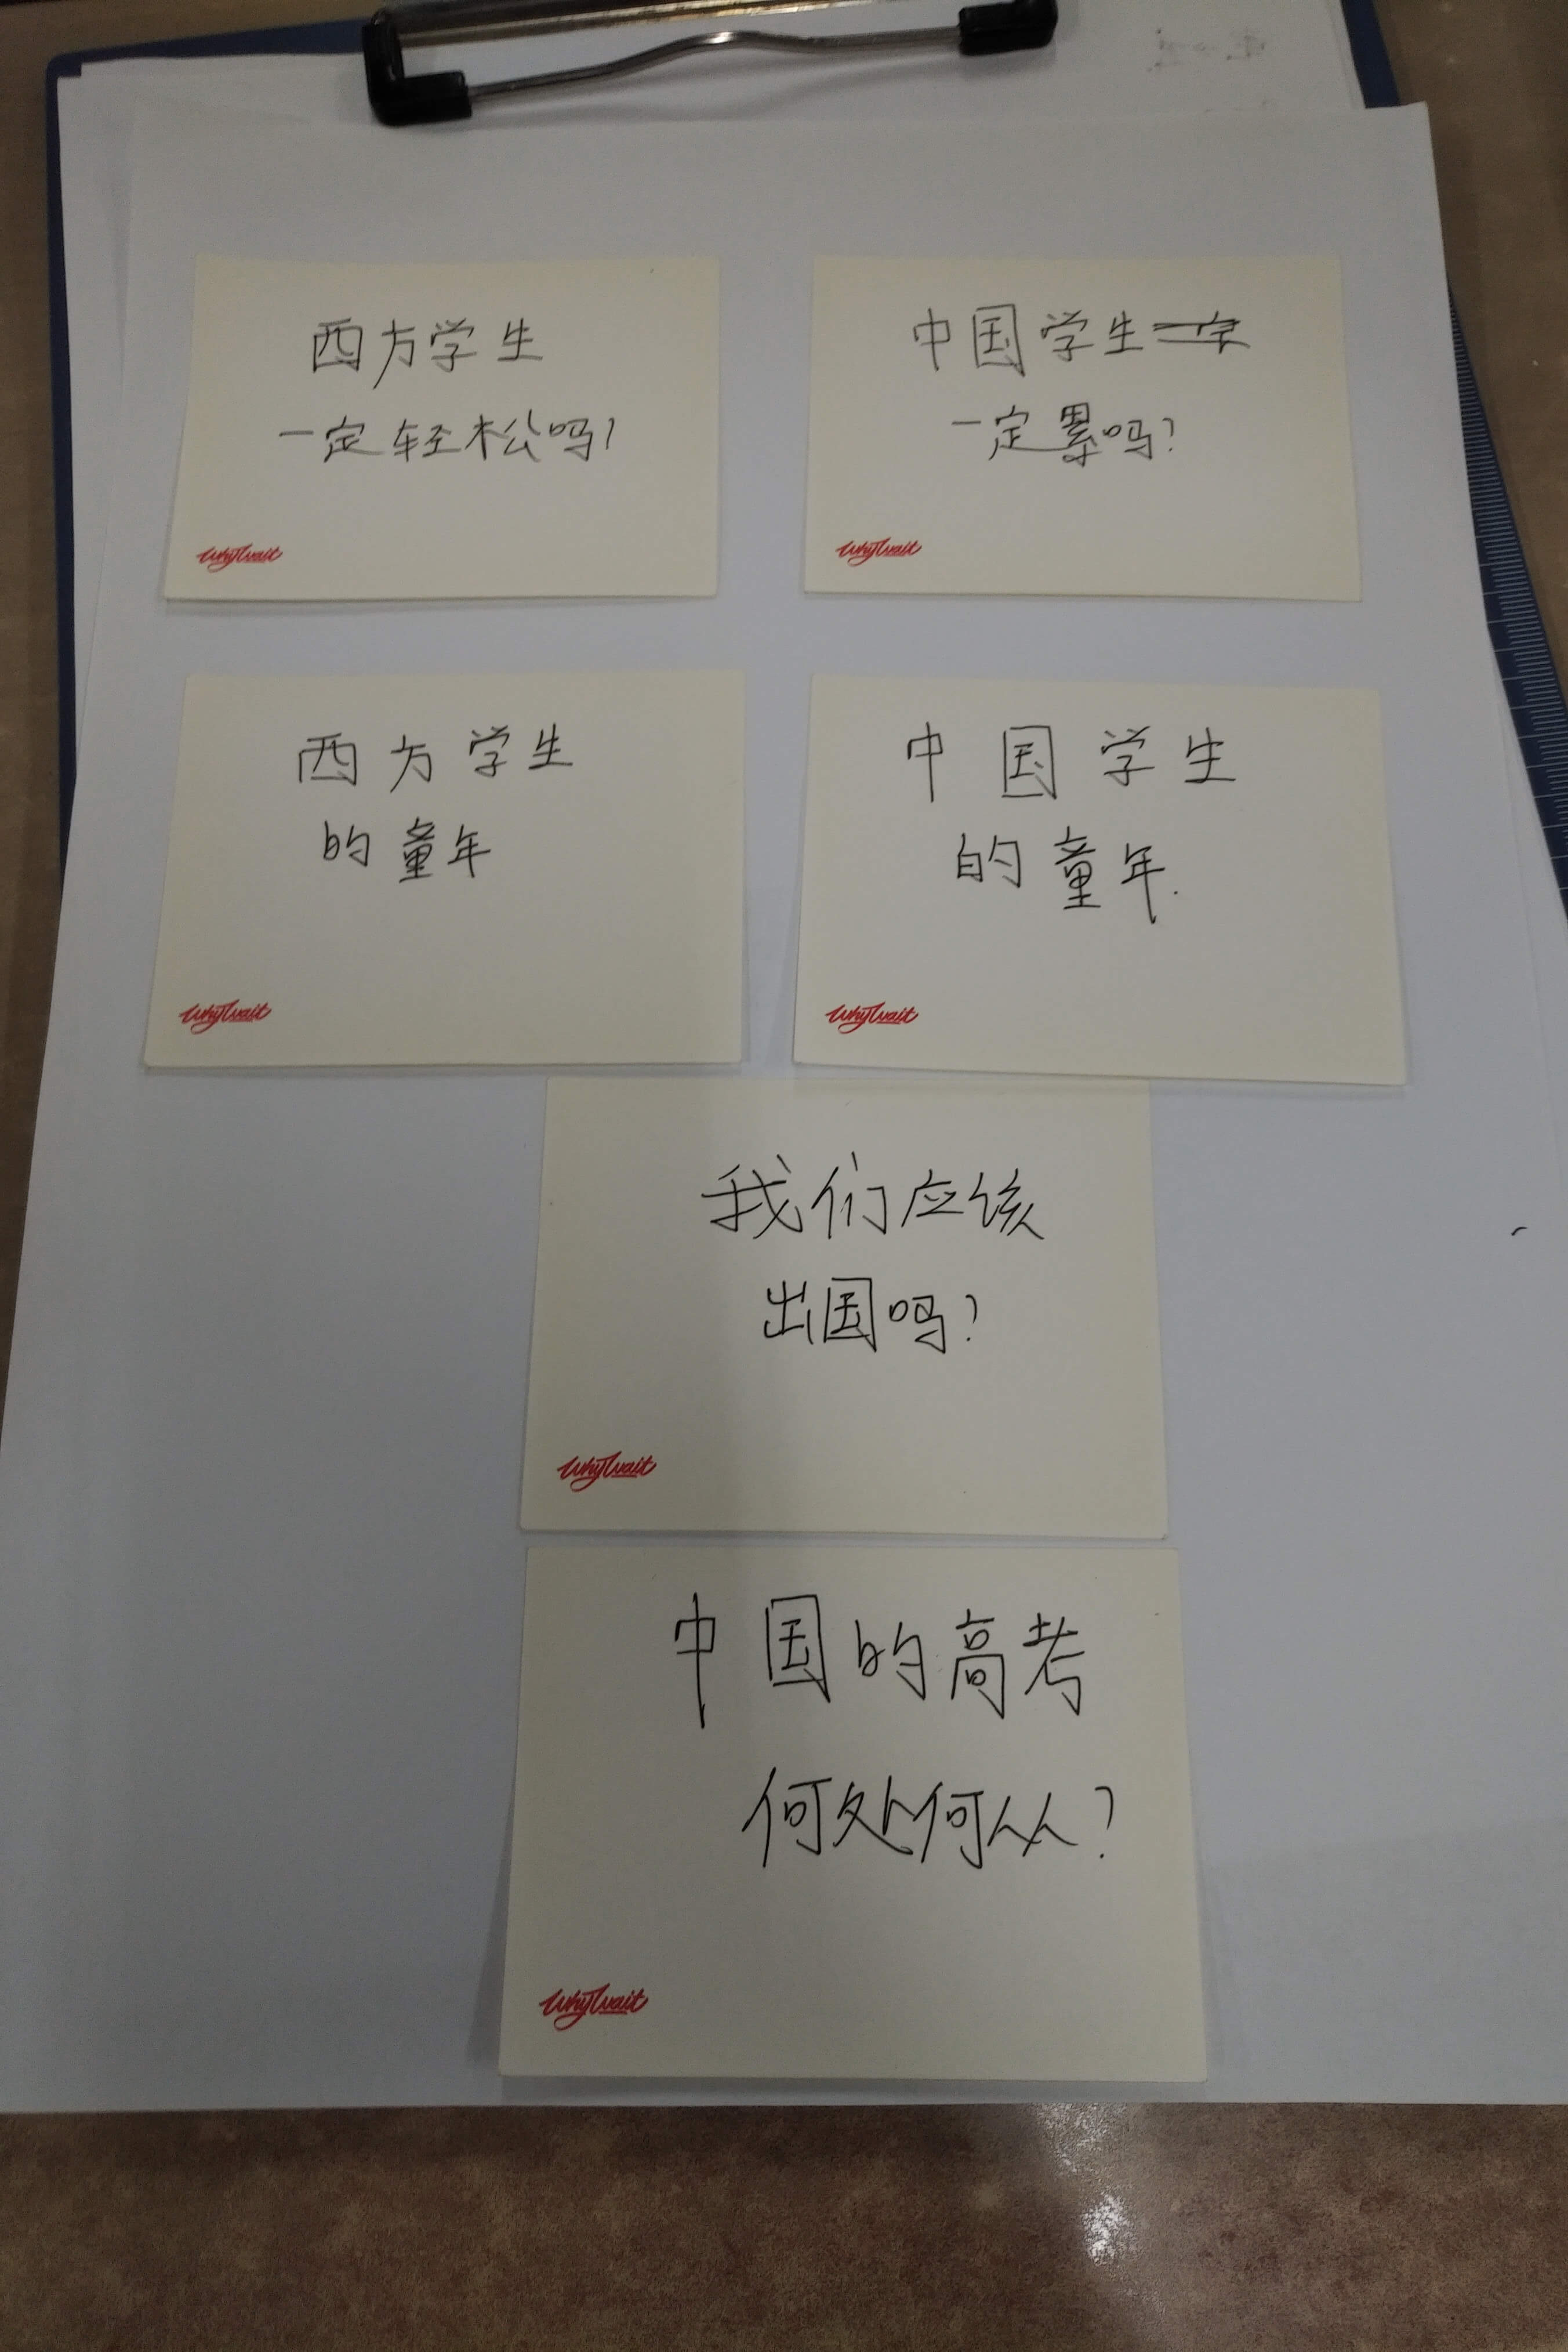 西方学生
一定轻松吗?
WhyWait
中国学生一定
一定累吗?
WhyWait
西方学生
的童年
WhyWait
中国学生
的童年.
WhyWait
我们应该
出国吗?
WhyWait
中国的高考
何处何从?
WhyWait